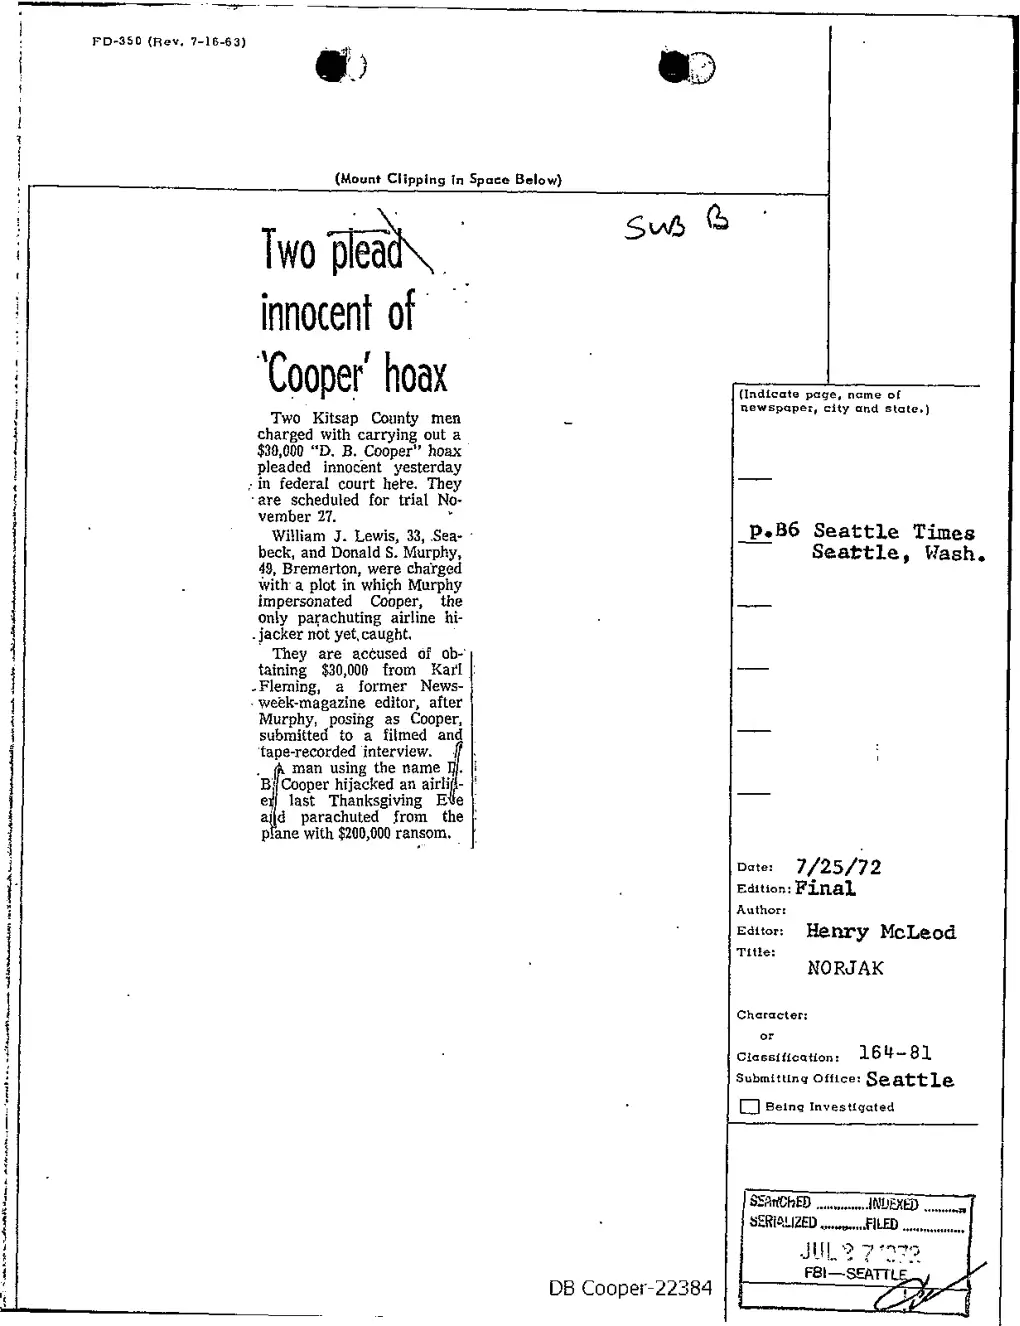 FD-350 (Rev. 7-16-63)
(Mount Clipping in Space Below)
SUB B
Two plead
innocent of
'Cooper' hoax
Two Kitsap County men
charged with carrying out a
$30,000 "D. B. Cooper" hoax
pleaded innocent yesterday
in federal court here. They
are scheduled for trial No-
vember 27.
William J. Lewis, 33, Sea-
beck, and Donald S. Murphy,
49, Bremerton, were charged
with a plot in which Murphy
impersonated Cooper, the
only parachuting airline hi-
jacker not yet caught.
They are accused of ob-
taining $30,000 from Karl
Fleming, a former News-
week-magazine editor, after
Murphy, posing as Cooper,
submitted to a filmed and
tape-recorded interview.
A man using the name D.
B. Cooper hijacked an airlin-
er last Thanksgiving Eve
and parachuted from the
plane with $200,000 ransom.
(Indicate page, name of
newspaper, city and state.)
p.B6 Seattle Times
Seattle, Wash.
Date: 7/25/72
Edition: Final
Author:
Editor: Henry McLeod
Title:
NORJAK
Character:
or
Classification: 164-81
Submitting Office: Seattle
Being Investigated
SEARCHED ............ INDEXED ..........
SERIALIZED ........... FILED ...............
JUL 27 1972
FBI—SEATTLE
DB Cooper-22384